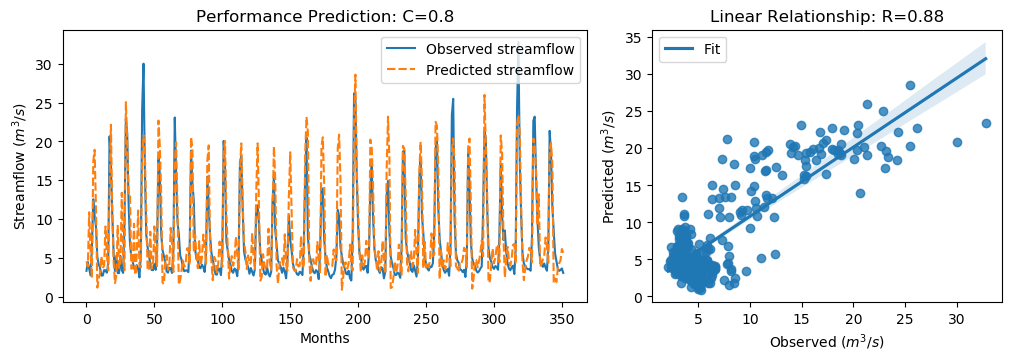 Performance Prediction: C=0.8
Streamflow (m³/s)
30
25
20
15
10
5
0
Observed streamflow
Predicted streamflow
0 50 100 150 200 250 300 350
Months
Linear Relationship: R=0.88
Predicted (m³/s)
35
30
25
20
15
10
5
0
Fit
5 10 15 20 25 30
Observed (m³/s)